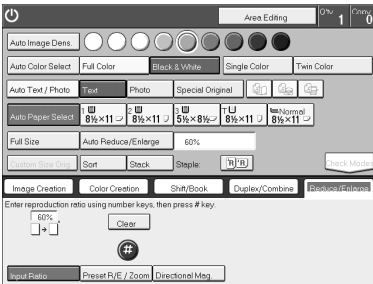 Area Editing Q'ty 1 Copy 0
Auto Image Dens.
Auto Color Select Full Color Black & White Single Color Twin Color
Auto Text / Photo Text Photo Special Original
Auto Paper Select 1 8½×11 2 8½×11 3 5½×8½ T 8½×11 Normal 8½×11
Full Size Auto Reduce/Enlarge 60%
Custom Size Orig. Sort Stack Staple: R R Check Modes
Image Creation Color Creation Shift/Book Duplex/Combine Reduce/Enlarge
Enter reproduction ratio using number keys, then press # key.
60%
Clear
#
Input Ratio Preset R/E / Zoom Directional Mag.